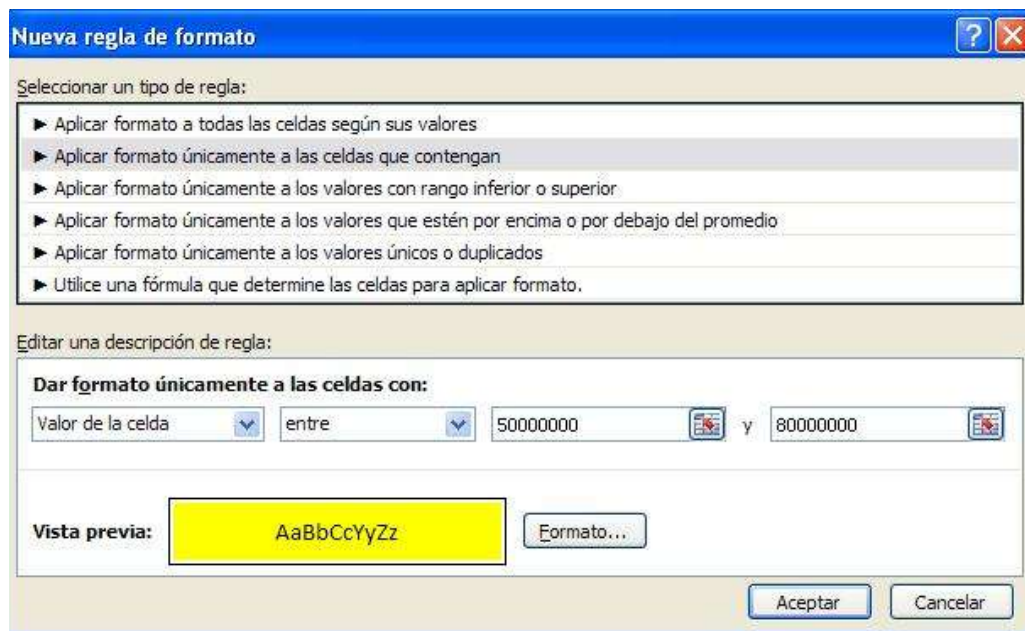 Nueva regla de formato
Seleccionar un tipo de regla:
► Aplicar formato a todas las celdas según sus valores
► Aplicar formato únicamente a las celdas que contengan
► Aplicar formato únicamente a los valores con rango inferior o superior
► Aplicar formato únicamente a los valores que estén por encima o por debajo del promedio
► Aplicar formato únicamente a los valores únicos o duplicados
► Utilice una fórmula que determine las celdas para aplicar formato.
Editar una descripción de regla:
Dar formato únicamente a las celdas con:
Valor de la celda entre 50000000 y 80000000
Vista previa: AaBbCcYyZz Formato...
Aceptar Cancelar